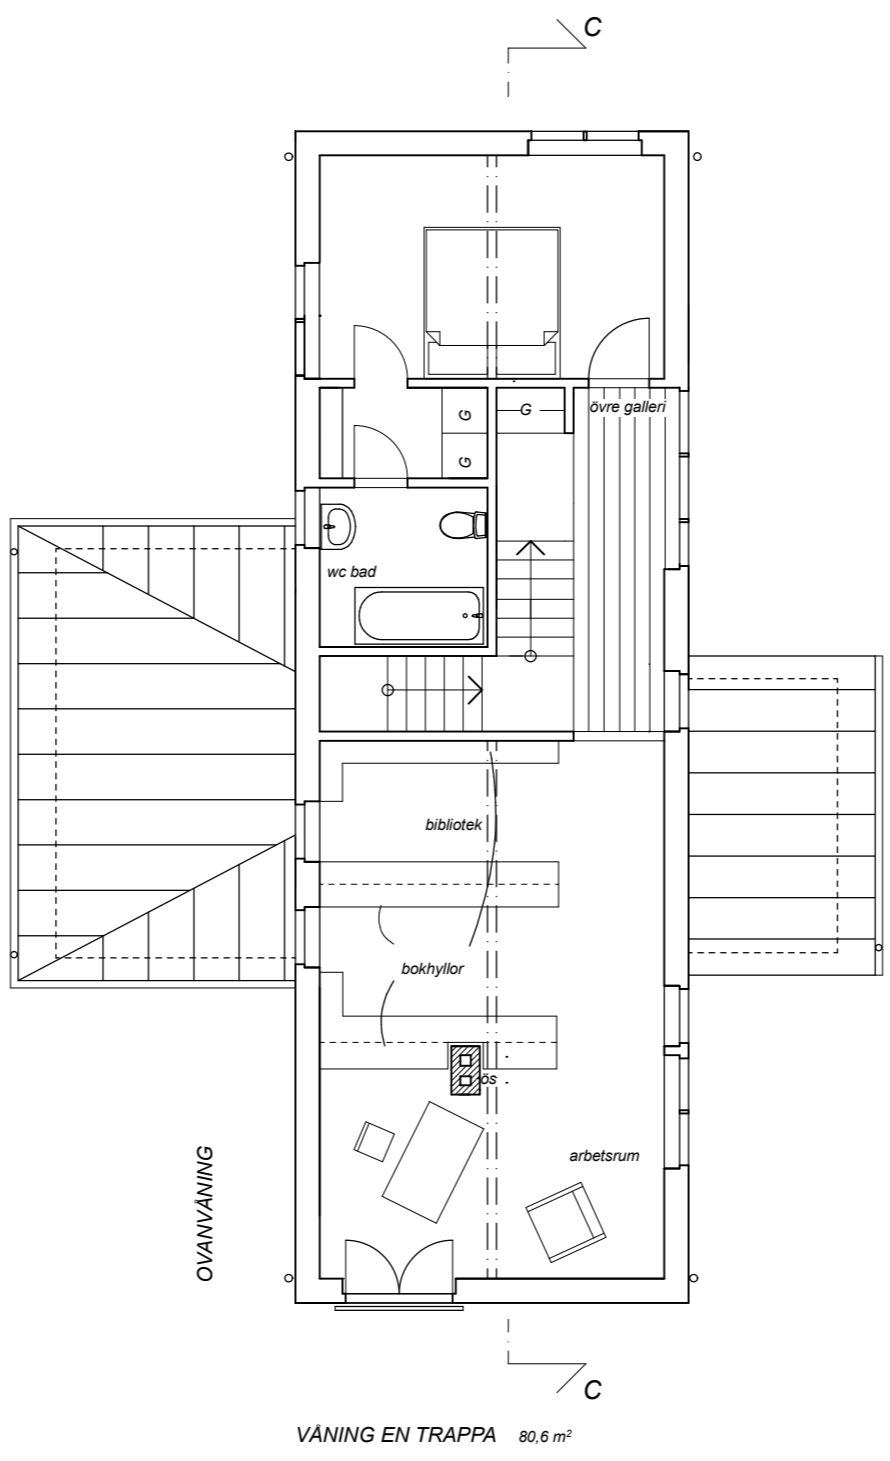 C
G
G
G
övre galleri
wc bad
bibliotek
bokhyllor
ös
arbetsrum
OVANVÅNING
C
VÅNING EN TRAPPA 80,6 m²